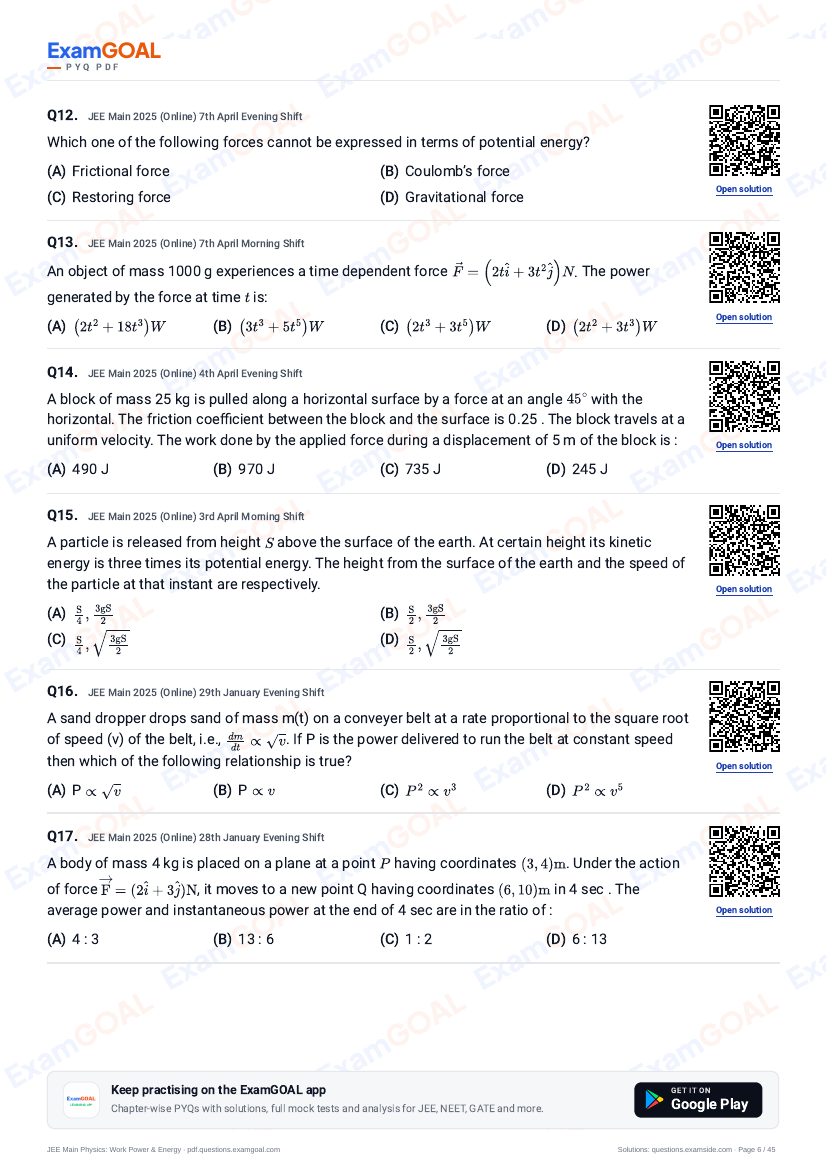 ExamGOAL
PYQ PDF
Q12. JEE Main 2025 (Online) 7th April Evening Shift
Which one of the following forces cannot be expressed in terms of potential energy?
(A) Frictional force (B) Coulomb's force
(C) Restoring force (D) Gravitational force
Open solution
Q13. JEE Main 2025 (Online) 7th April Morning Shift
An object of mass 1000 g experiences a time dependent force $\vec{F} = \left(2t\hat{i} + 3t^2\hat{j}\right)N$. The power
generated by the force at time $t$ is:
(A) $(2t^2 + 18t^3)W$ (B) $(3t^3 + 5t^5)W$ (C) $(2t^3 + 3t^5)W$ (D) $(2t^2 + 3t^3)W$
Open solution
Q14. JEE Main 2025 (Online) 4th April Evening Shift
A block of mass 25 kg is pulled along a horizontal surface by a force at an angle $45^\circ$ with the
horizontal. The friction coefficient between the block and the surface is 0.25 . The block travels at a
uniform velocity. The work done by the applied force during a displacement of 5 m of the block is :
(A) 490 J (B) 970 J (C) 735 J (D) 245 J
Open solution
Q15. JEE Main 2025 (Online) 3rd April Morning Shift
A particle is released from height $S$ above the surface of the earth. At certain height its kinetic
energy is three times its potential energy. The height from the surface of the earth and the speed of
the particle at that instant are respectively.
(A) $\frac{S}{4}, \frac{3gS}{2}$ (B) $\frac{S}{2}, \frac{3gS}{2}$
(C) $\frac{S}{4}, \sqrt{\frac{3gS}{2}}$ (D) $\frac{S}{2}, \sqrt{\frac{3gS}{2}}$
Open solution
Q16. JEE Main 2025 (Online) 29th January Evening Shift
A sand dropper drops sand of mass m(t) on a conveyer belt at a rate proportional to the square root
of speed (v) of the belt, i.e., $\frac{dm}{dt} \propto \sqrt{v}$. If P is the power delivered to run the belt at constant speed
then which of the following relationship is true?
(A) P $\propto \sqrt{v}$ (B) P $\propto v$ (C) $P^2 \propto v^3$ (D) $P^2 \propto v^5$
Open solution
Q17. JEE Main 2025 (Online) 28th January Evening Shift
A body of mass 4 kg is placed on a plane at a point $P$ having coordinates $(3, 4)$m. Under the action
of force $\overrightarrow{F} = (2\hat{i} + 3\hat{j})$N, it moves to a new point Q having coordinates $(6, 10)$m in 4 sec . The
average power and instantaneous power at the end of 4 sec are in the ratio of :
(A) 4 : 3 (B) 13 : 6 (C) 1 : 2 (D) 6 : 13
Open solution
Keep practising on the ExamGOAL app
Chapter-wise PYQs with solutions, full mock tests and analysis for JEE, NEET, GATE and more.
GET IT ON
Google Play
JEE Main Physics: Work Power & Energy · pdf.questions.examgoal.com Solutions: questions.examside.com · Page 6 / 45